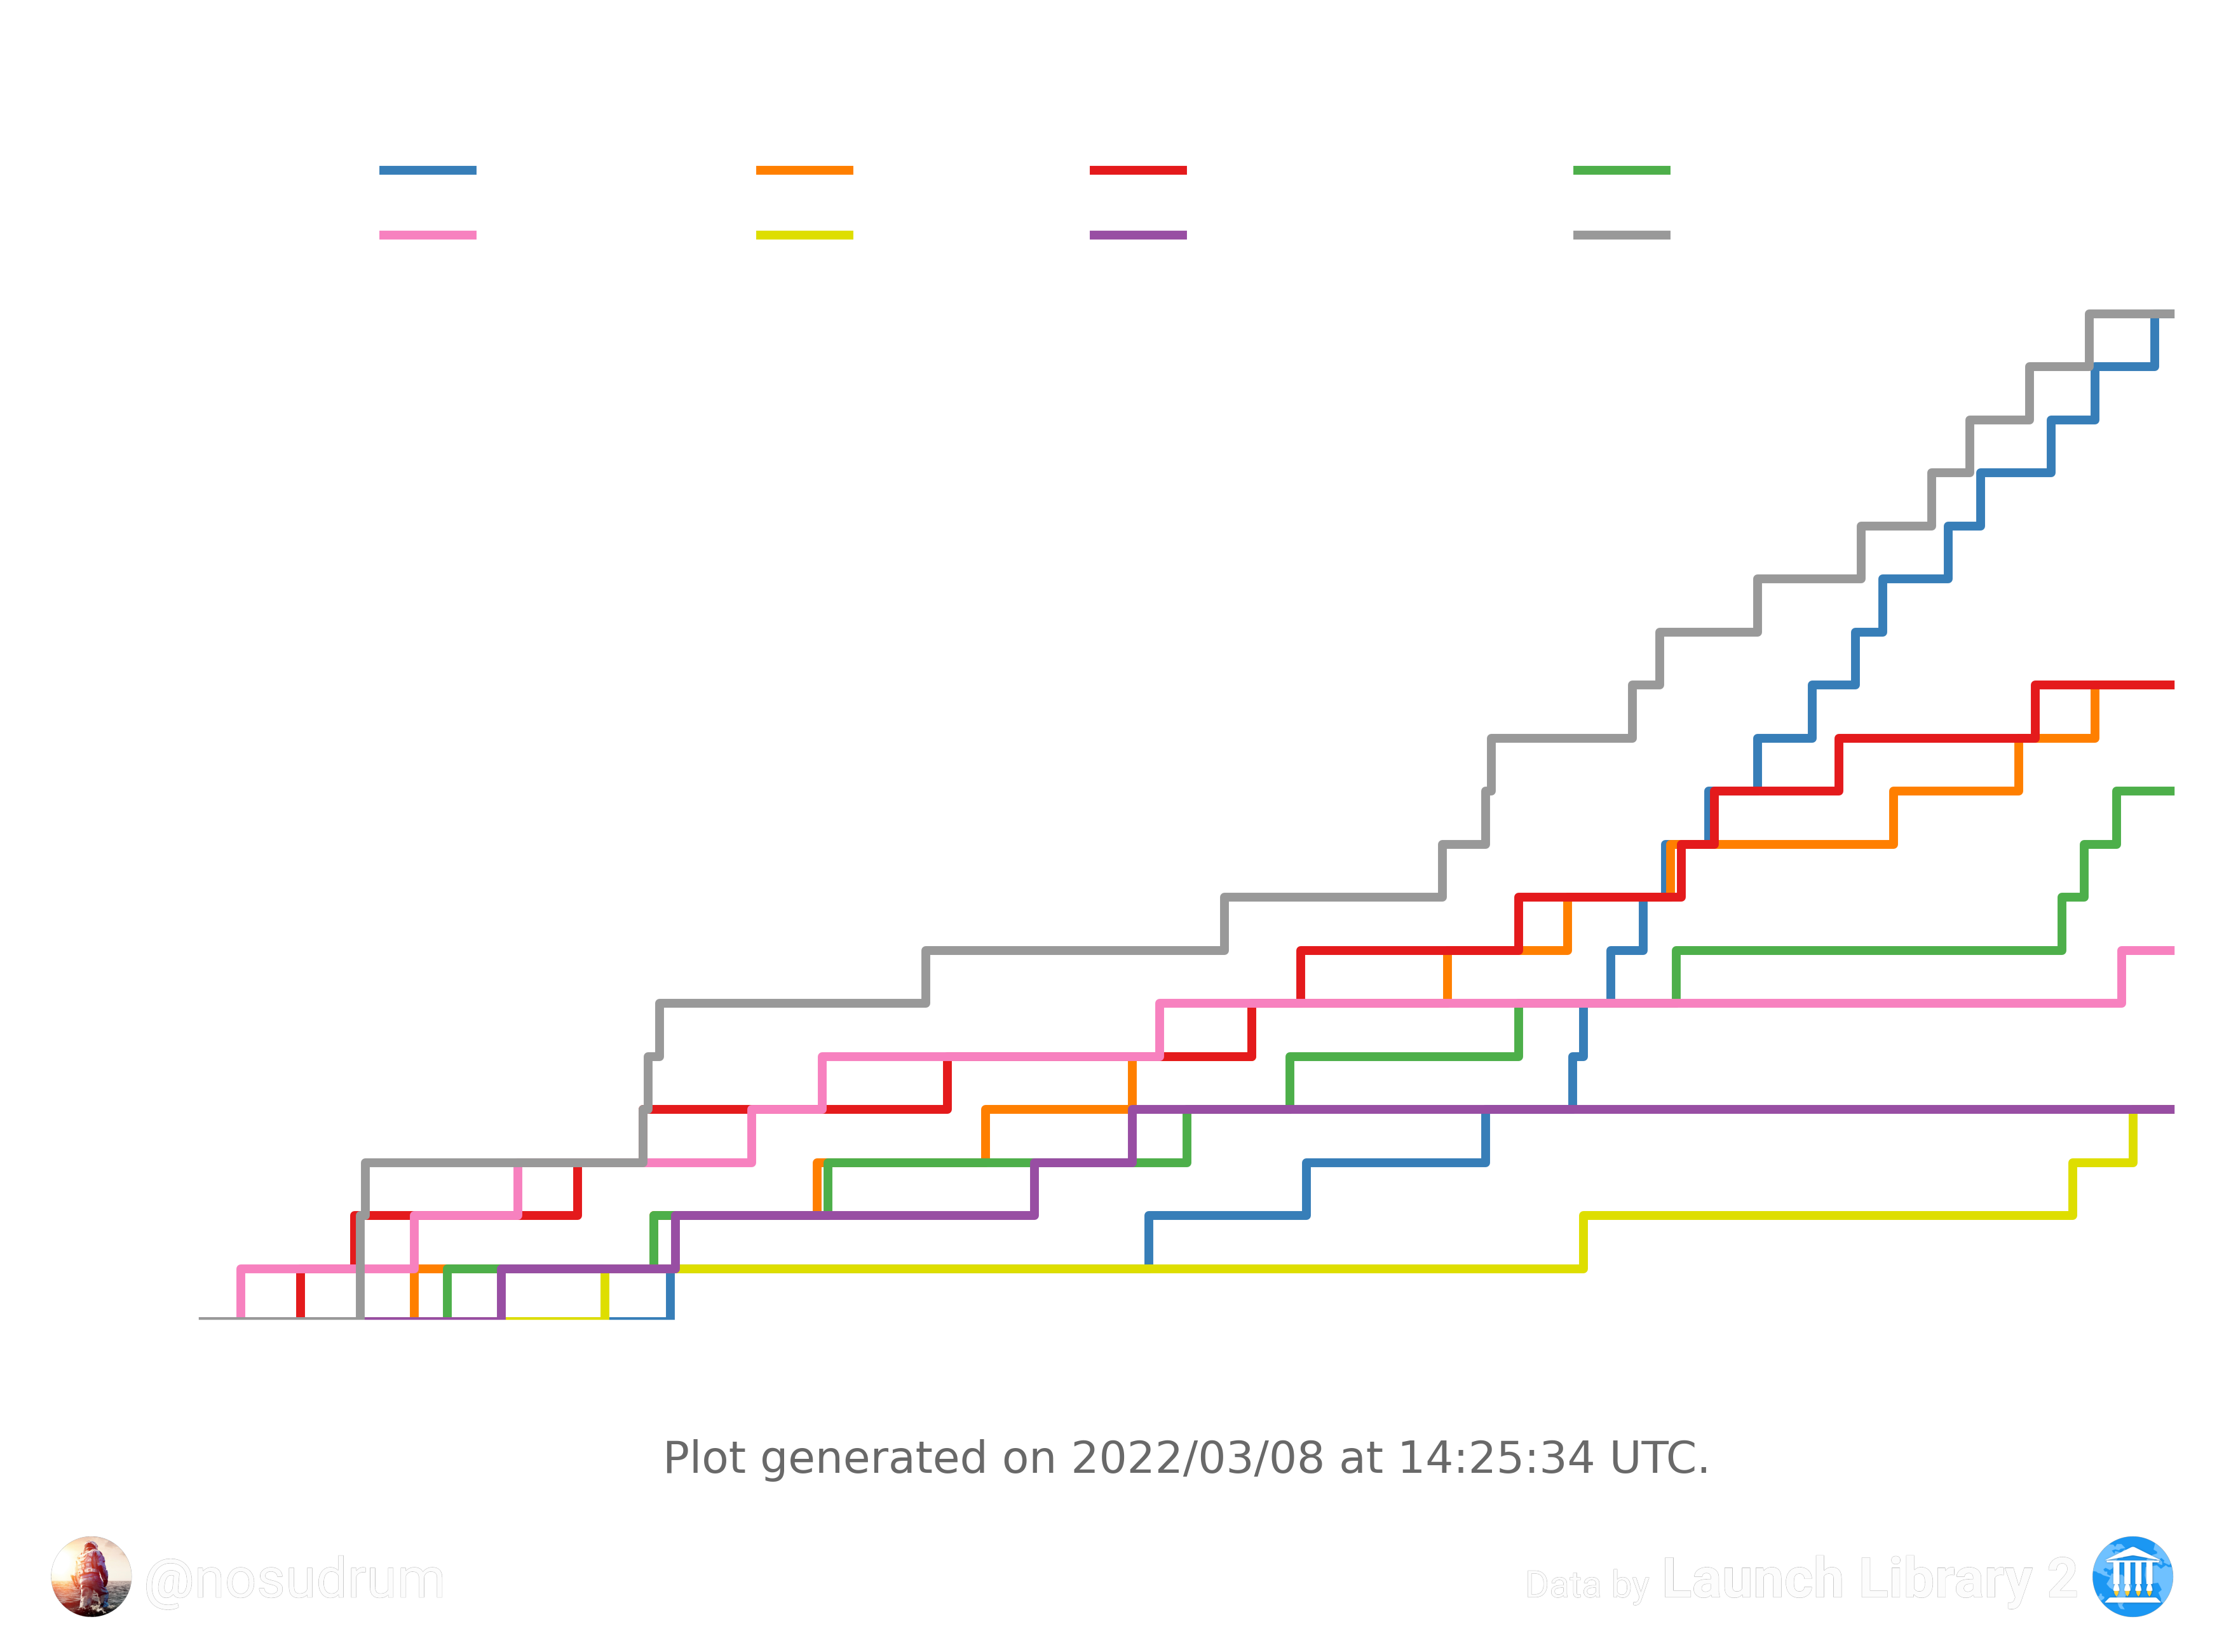 Plot generated on 2022/03/08 at 14:25:34 UTC.
@nosudrum
Data by Launch Library 2